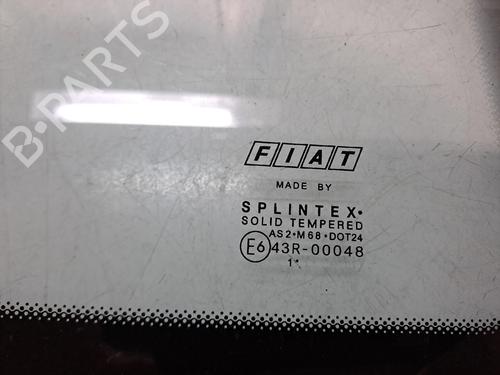 B-PARTS
FIAT
MADE BY
SPLINTEX•
SOLID TEMPERED
AS2•M68•DOT24
E6 43R-00048
1*